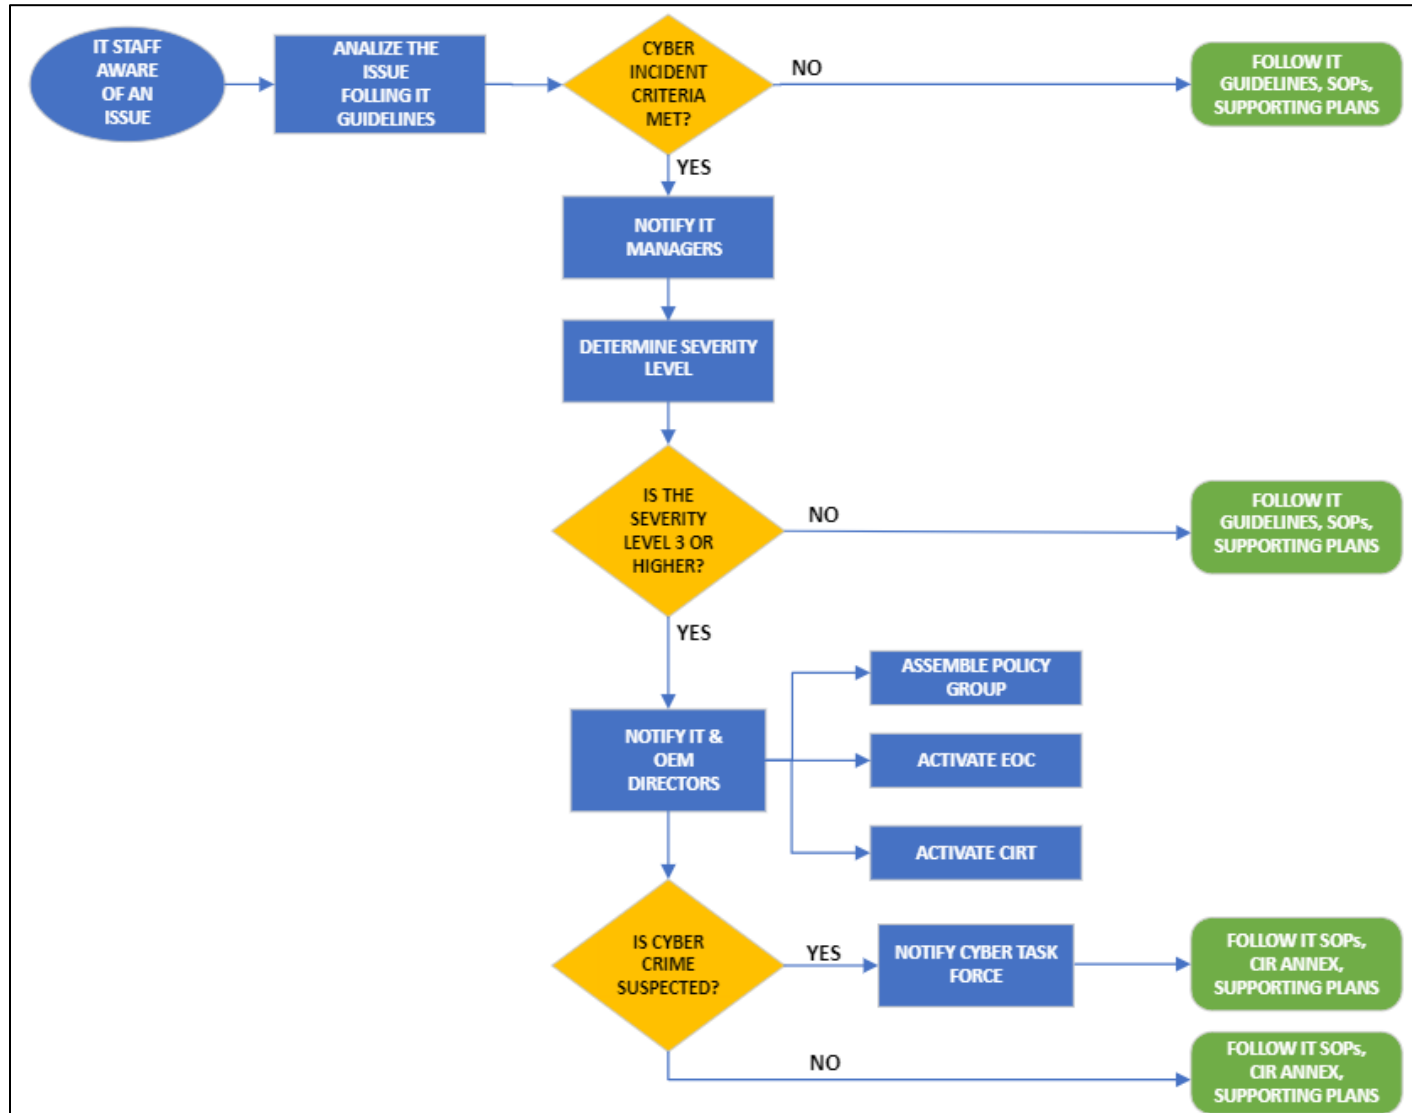 IT STAFF
AWARE
OF AN
ISSUE
ANALIZE THE
ISSUE
FOLLING IT
GUIDELINES
CYBER
INCIDENT
CRITERIA
MET?
NO
FOLLOW IT
GUIDELINES, SOPs,
SUPPORTING PLANS
YES
NOTIFY IT
MANAGERS
DETERMINE SEVERITY
LEVEL
IS THE
SEVERITY
LEVEL 3 OR
HIGHER?
NO
FOLLOW IT
GUIDELINES, SOPs,
SUPPORTING PLANS
YES
NOTIFY IT &
OEM
DIRECTORS
ASSEMBLE POLICY
GROUP
ACTIVATE EOC
ACTIVATE CIRT
IS CYBER
CRIME
SUSPECTED?
YES
NOTIFY CYBER TASK
FORCE
FOLLOW IT SOPs,
CIR ANNEX,
SUPPORTING PLANS
NO
FOLLOW IT SOPs,
CIR ANNEX,
SUPPORTING PLANS